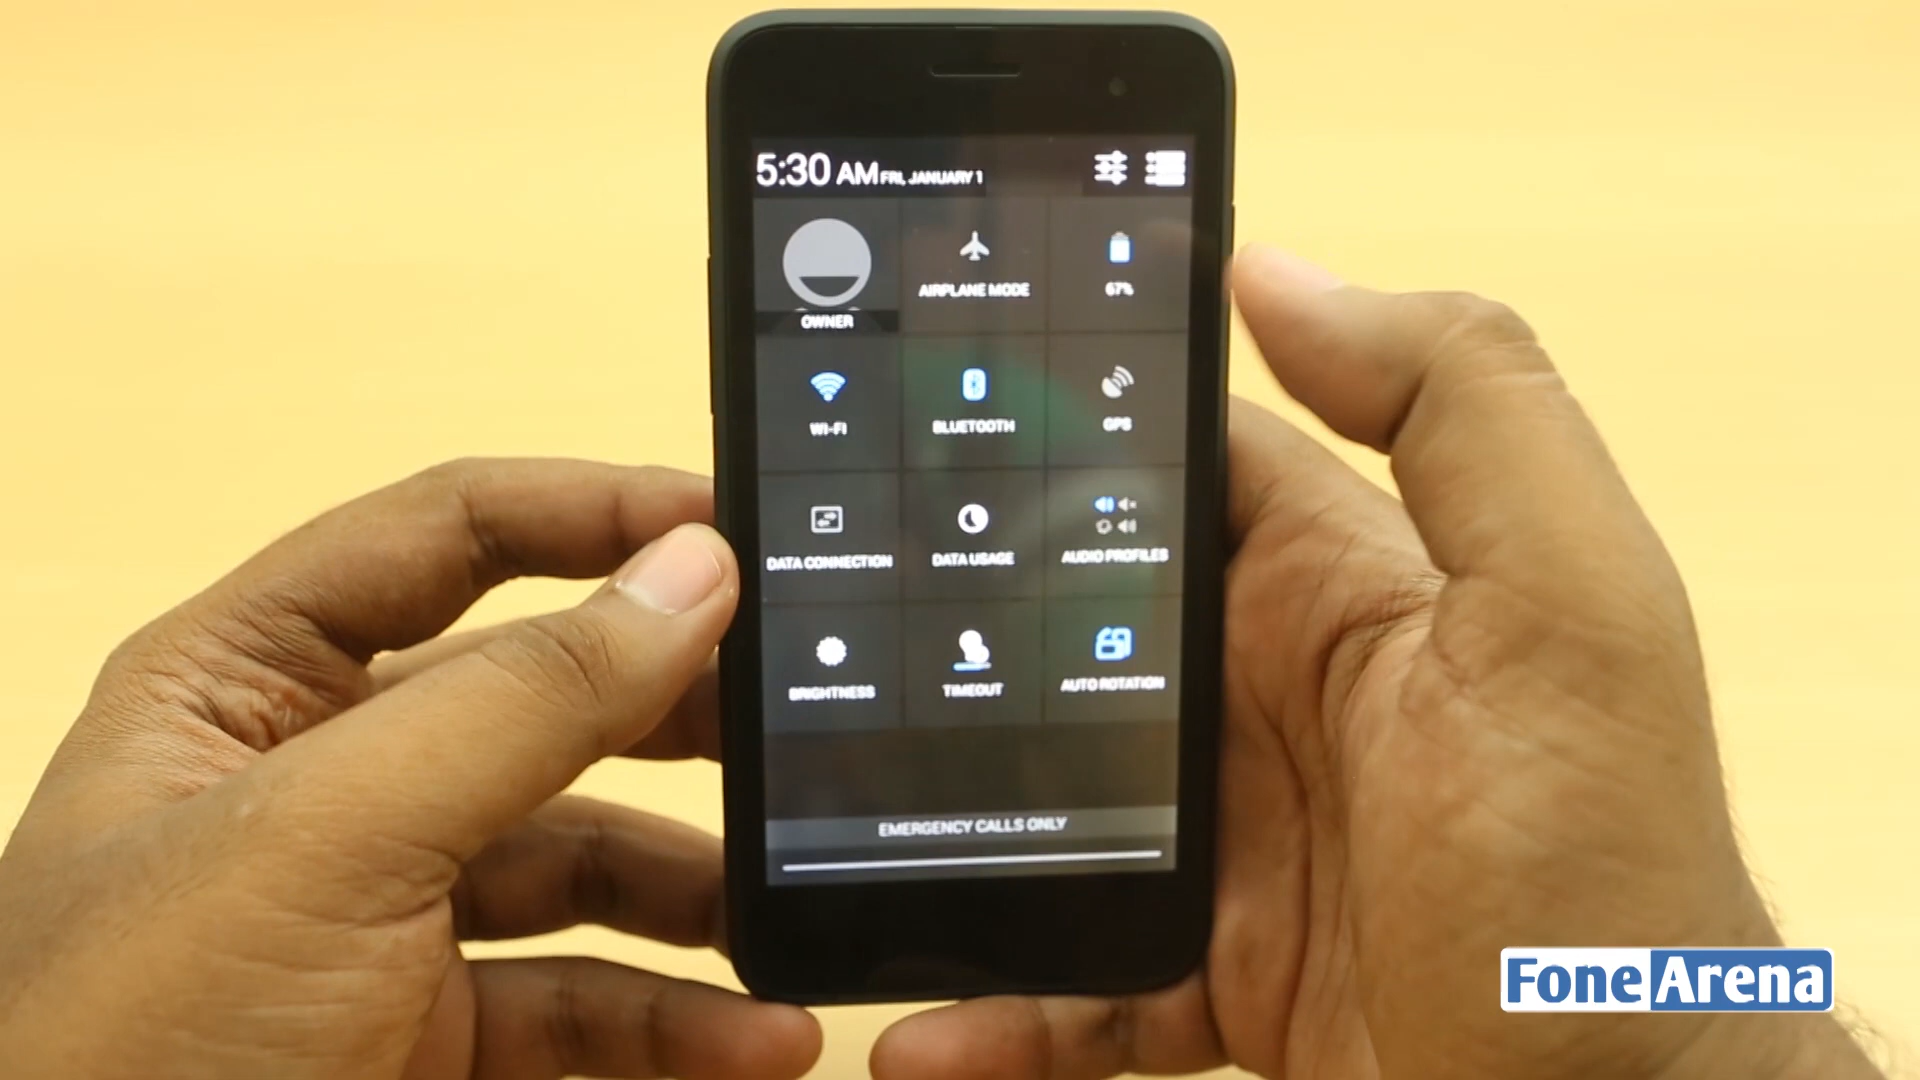 5:30 AM FRI, JANUARY 1
OWNER
AIRPLANE MODE
67%
WI-FI
BLUETOOTH
GPS
DATA CONNECTION
DATA USAGE
AUDIO PROFILES
BRIGHTNESS
TIMEOUT
AUTO ROTATION
EMERGENCY CALLS ONLY
FoneArena